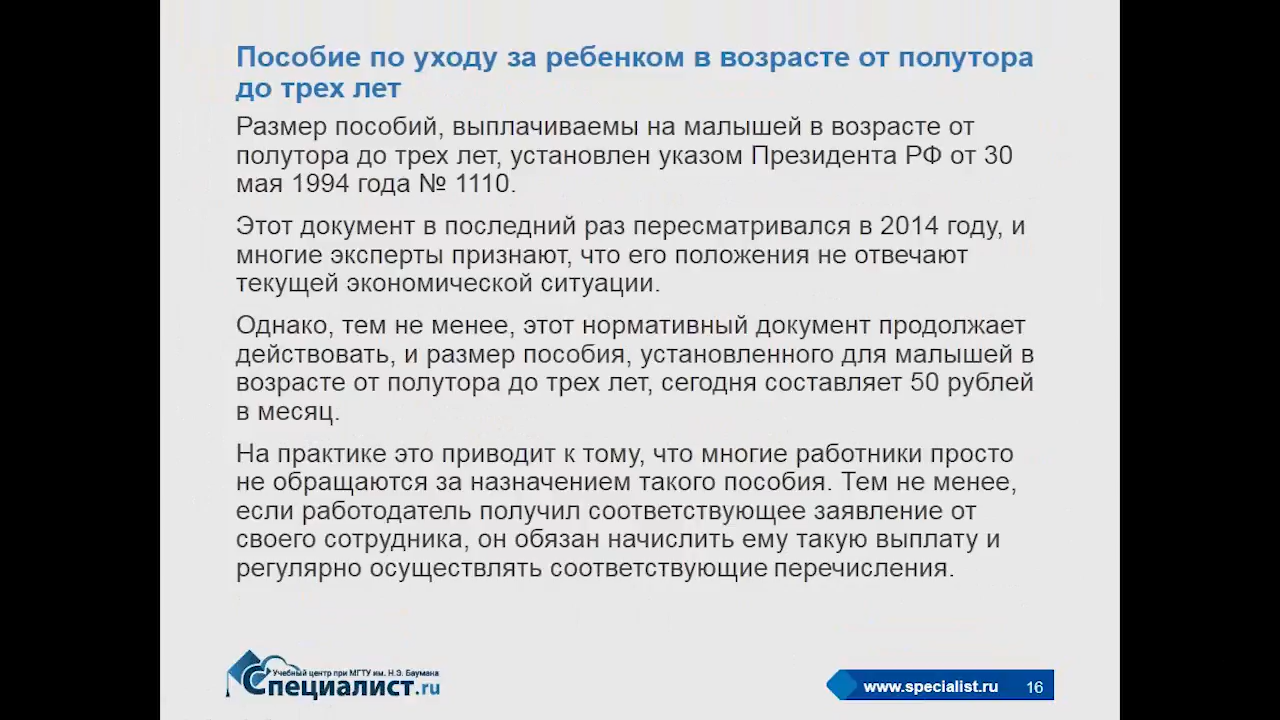 Пособие по уходу за ребенком в возрасте от полутора
до трех лет
Размер пособий, выплачиваемы на малышей в возрасте от
полутора до трех лет, установлен указом Президента РФ от 30
мая 1994 года № 1110.
Этот документ в последний раз пересматривался в 2014 году, и
многие эксперты признают, что его положения не отвечают
текущей экономической ситуации.
Однако, тем не менее, этот нормативный документ продолжает
действовать, и размер пособия, установленного для малышей в
возрасте от полутора до трех лет, сегодня составляет 50 рублей
в месяц.
На практике это приводит к тому, что многие работники просто
не обращаются за назначением такого пособия. Тем не менее,
если работодатель получил соответствующее заявление от
своего сотрудника, он обязан начислить ему такую выплату и
регулярно осуществлять соответствующие перечисления.
Учебный центр при МГТУ им. Н.Э. Баумана
Специалист.ru
www.specialist.ru 16